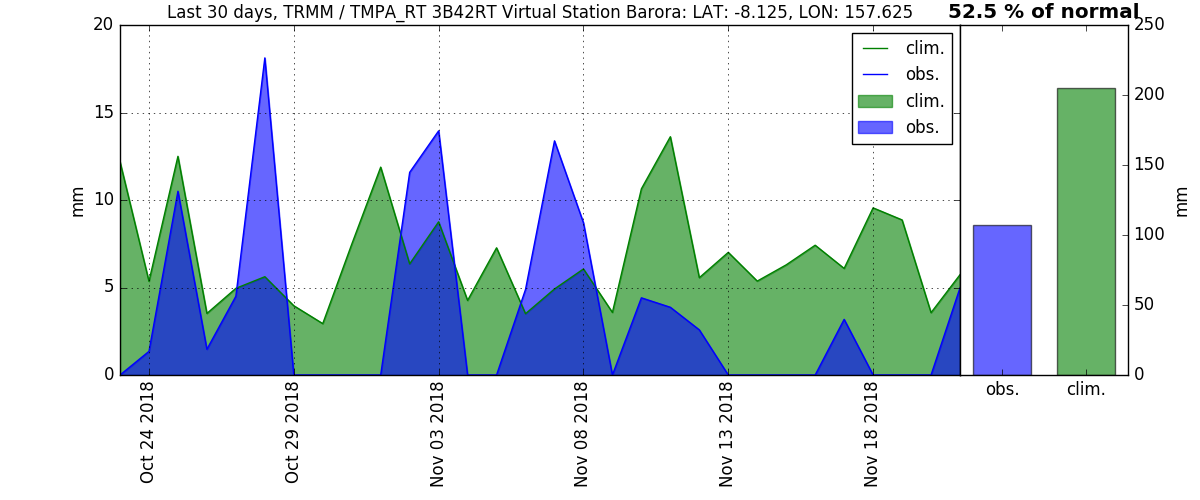 Last 30 days, TRMM / TMPA_RT 3B42RT Virtual Station Barora: LAT: -8.125, LON: 157.625
52.5 % of normal
20
15
10
5
0
mm
clim.
obs.
clim.
obs.
Oct 24 2018
Oct 29 2018
Nov 03 2018
Nov 08 2018
Nov 13 2018
Nov 18 2018
250
200
150
100
50
0
mm
obs.
clim.